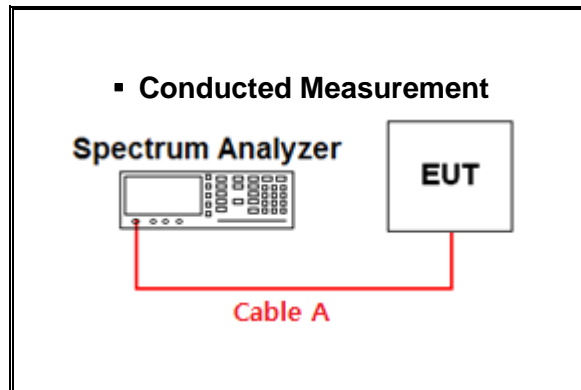 ▪ Conducted Measurement
Spectrum Analyzer
EUT
Cable A